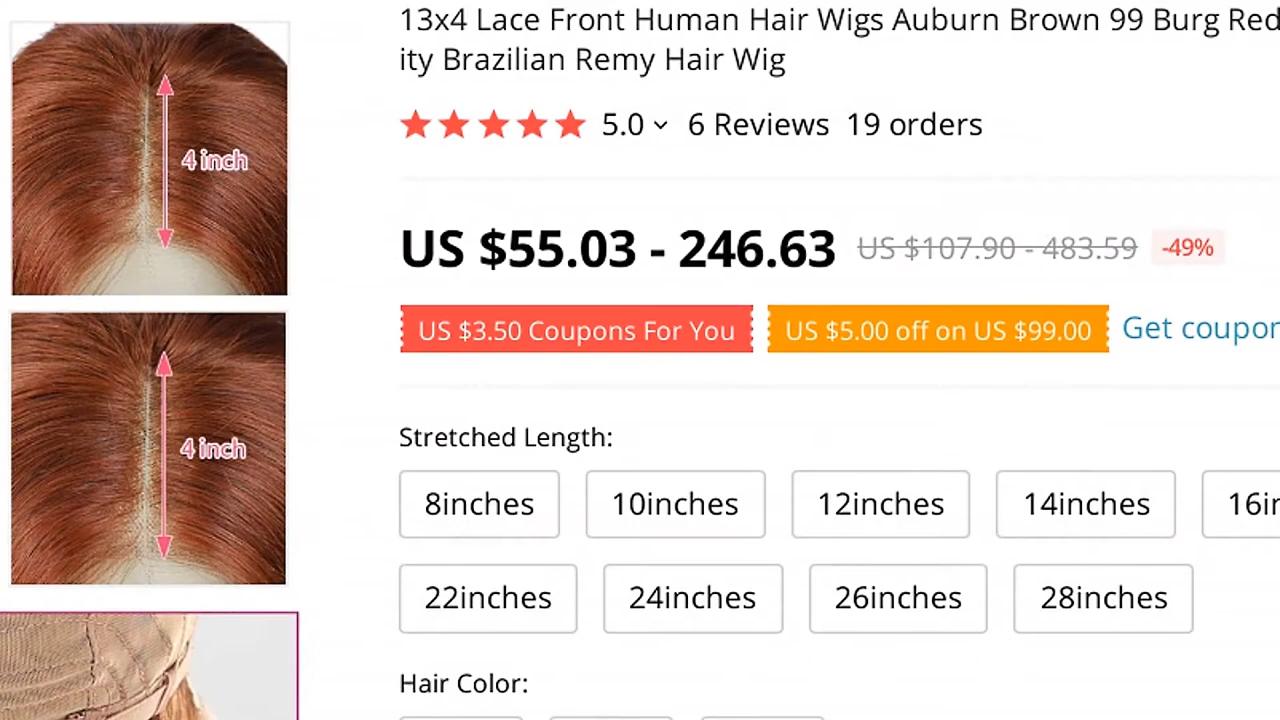 13x4 Lace Front Human Hair Wigs Auburn Brown 99 Burg Red
ity Brazilian Remy Hair Wig
5.0 6 Reviews 19 orders
4 inch
US $55.03 - 246.63 US $107.90 - 483.59 -49%
US $3.50 Coupons For You US $5.00 off on US $99.00 Get coupon
4 inch
Stretched Length:
8inches 10inches 12inches 14inches 16in
22inches 24inches 26inches 28inches
Hair Color: